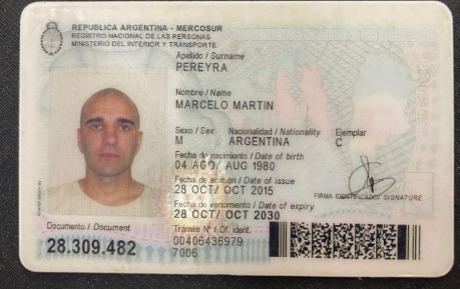 REPUBLICA ARGENTINA - MERCOSUR
REGISTRO NACIONAL DE LAS PERSONAS
MINISTERIO DEL INTERIOR Y TRANSPORTE
Apellido / Surname
PEREYRA
Nombre / Name
MARCELO MARTIN
Sexo / Sex Nacionalidad / Nationality Ejemplar
M ARGENTINA C
Fecha de nacimiento / Date of birth
04 AGO/ AUG 1980
Fecha de emisión / Date of issue
28 OCT/ OCT 2015
FIRMA IDENTIFICADO/ SIGNATURE
Fecha de vencimiento / Date of expiry
28 OCT/ OCT 2030
Documento / Document
28.309.482
Trámite Nº / Of. ident.
00406436979
7006